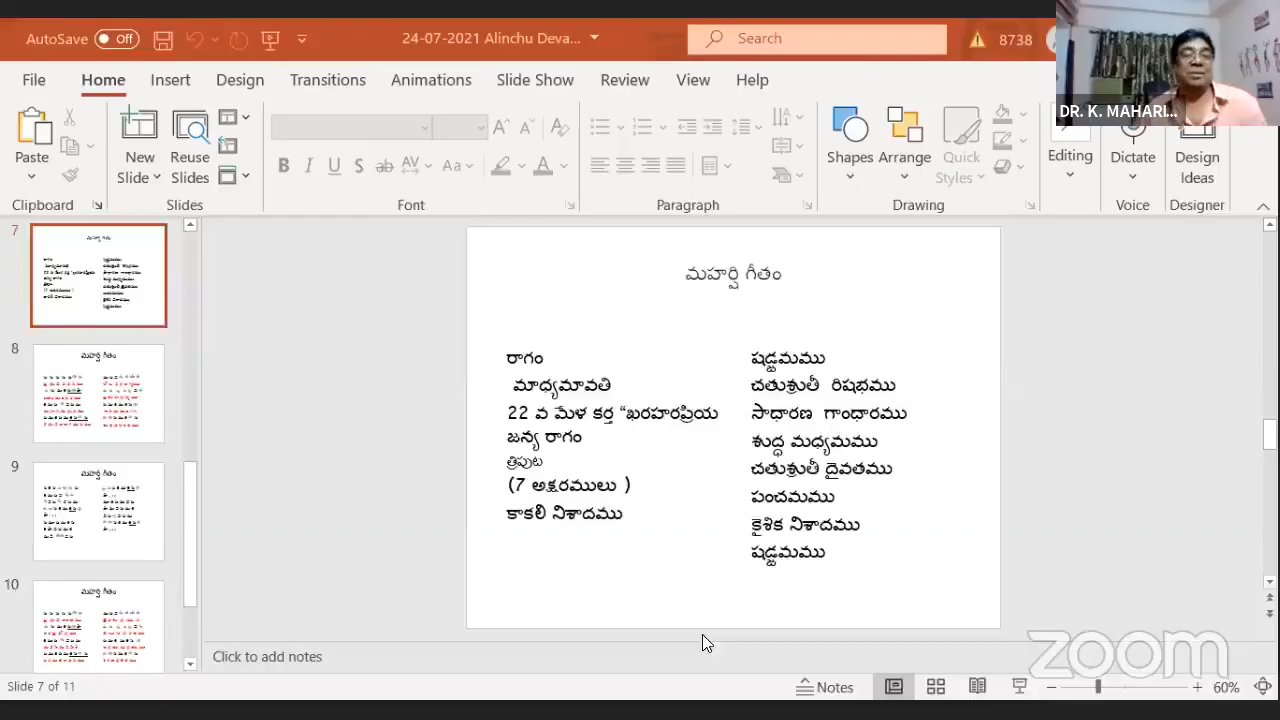 AutoSave Off
24-07-2021 Alinchu Deva...
Search
8738
DR. K. MAHARI...
File Home Insert Design Transitions Animations Slide Show Review View Help
Paste
New Slide
Reuse Slides
Shapes
Arrange
Quick Styles
Editing
Dictate
Design Ideas
Clipboard
Slides
Font
Paragraph
Drawing
Voice
Designer
7
8
9
10
మహర్షి గీతం
రాగం
మాధ్యమావతి
22 వ మేళ కర్త “ఖరహరప్రియ
జన్య రాగం
త్రిపుట
(7 అక్షరములు )
కాకలీ నిశాదము
షడ్జమము
చతుశ్రుతీ రిషభము
సాధారణ గాంధారము
శుద్ధ మధ్యమము
చతుశ్రుతీ దైవతము
పంచమము
కైశిక నిశాదము
షడ్జమము
Click to add notes
zoom
Slide 7 of 11
Notes
60%